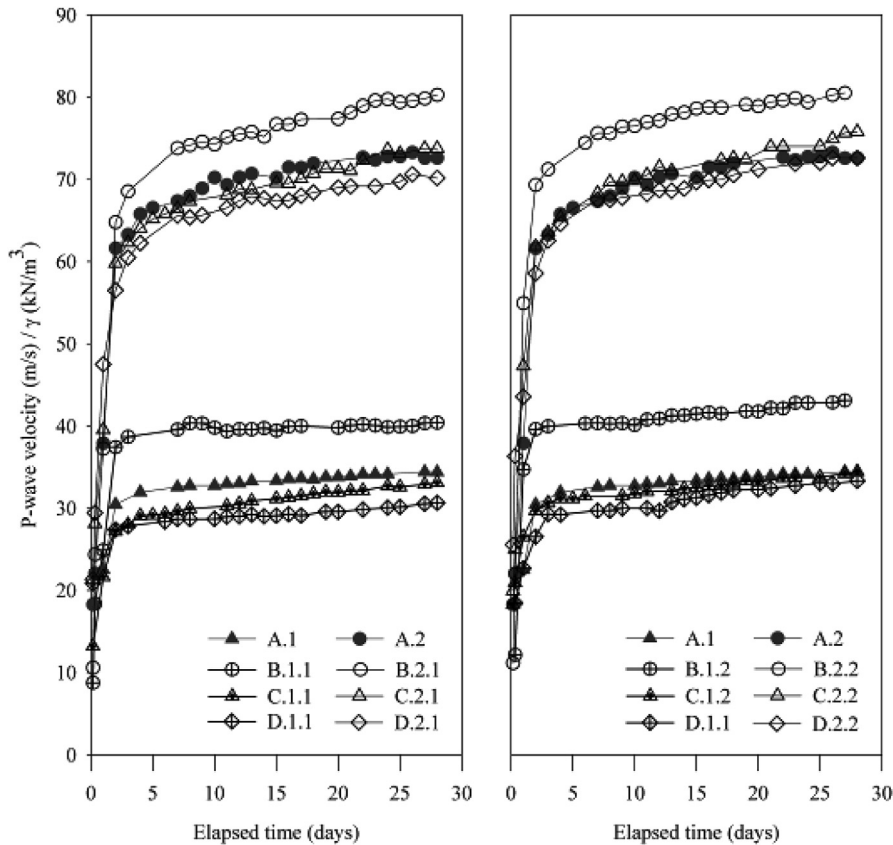 P-wave velocity (m/s) / γ (kN/m³)
90
80
70
60
50
40
30
20
10
0
A.1 A.2
B.1.1 B.2.1
C.1.1 C.2.1
D.1.1 D.2.1
0 5 10 15 20 25 30
Elapsed time (days)
A.1 A.2
B.1.2 B.2.2
C.1.2 C.2.2
D.1.1 D.2.2
0 5 10 15 20 25 30
Elapsed time (days)